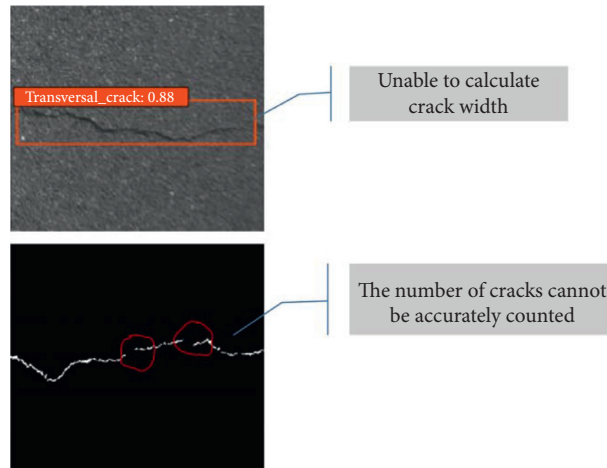 Transversal_crack: 0.88
Unable to calculate
crack width
The number of cracks cannot
be accurately counted